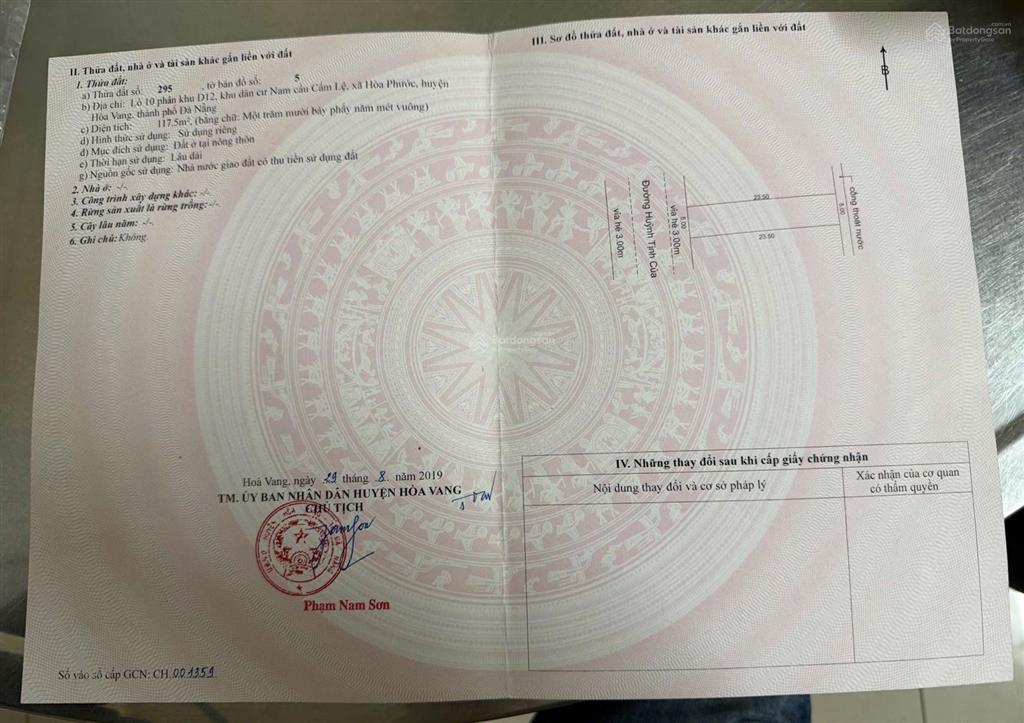 II. Thửa đất, nhà ở và tài sản khác gắn liền với đất
1. Thửa đất:
a) Thửa đất số: 295 , tờ bản đồ số: 5
b) Địa chỉ: Lô 10 phân khu D12, khu dân cư Nam cầu Cẩm Lệ, xã Hòa Phước, huyện
Hòa Vang, thành phố Đà Nẵng
c) Diện tích: 117.5m², (bằng chữ: Một trăm mười bảy phẩy năm mét vuông)
d) Hình thức sử dụng: Sử dụng riêng
đ) Mục đích sử dụng: Đất ở tại nông thôn
e) Thời hạn sử dụng: Lâu dài
g) Nguồn gốc sử dụng: Nhà nước giao đất có thu tiền sử dụng đất
2. Nhà ở: -/-
3. Công trình xây dựng khác: -/-
4. Rừng sản xuất là rừng trồng: -/-
5. Cây lâu năm: -/-
6. Ghi chú: Không.
Hoà Vang, ngày 29 tháng 8 năm 2019
TM. ỦY BAN NHÂN DÂN HUYỆN HÒA VANG
CHỦ TỊCH
Phạm Nam Sơn
Số vào sổ cấp GCN: CH 001359
III. Sơ đồ thửa đất, nhà ở và tài sản khác gắn liền với đất
B
vỉa hè 3.00m
Đường Huỳnh Tịnh Của
vỉa hè 3.00m
5.00
23.50
23.50
5.00
cống thoát nước
IV. Những thay đổi sau khi cấp giấy chứng nhận
Nội dung thay đổi và cơ sở pháp lý
Xác nhận của cơ quan
có thẩm quyền
Batdongsan
.com.vn
by PropertyGuru
Batdongsan